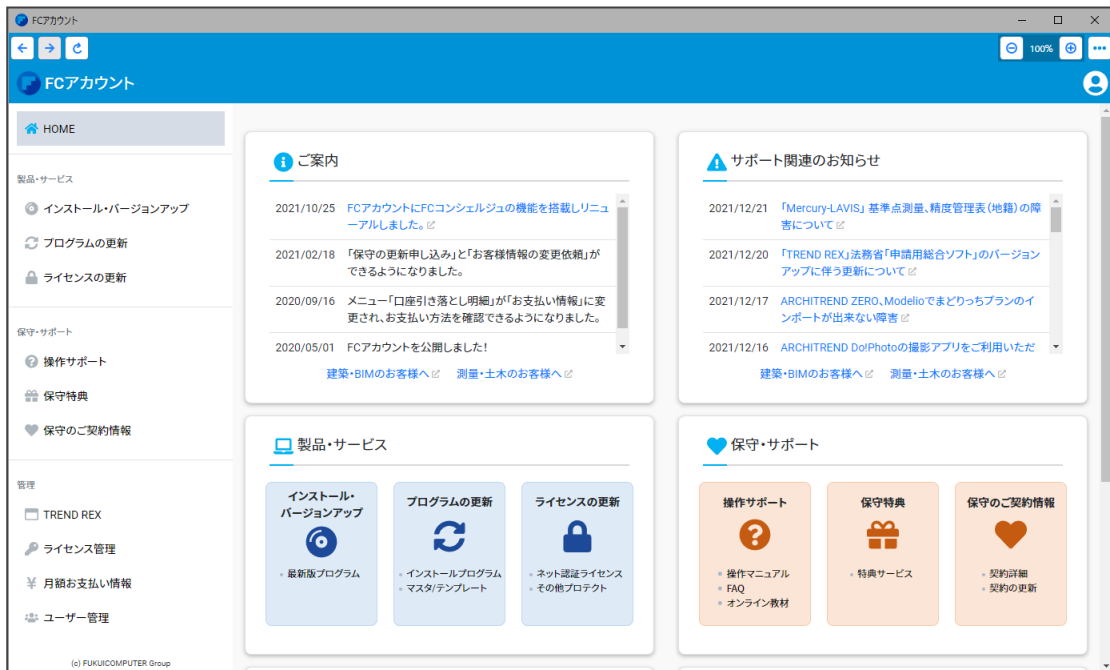 FCアカウント
100%
FCアカウント
HOME
製品・サービス
インストール・バージョンアップ
プログラムの更新
ライセンスの更新
保守・サポート
操作サポート
保守特典
保守のご契約情報
管理
TREND REX
ライセンス管理
月額お支払い情報
ユーザー管理
(c) FUKUICOMPUTER Group
ご案内
2021/10/25 FCアカウントにFCコンシェルジュの機能を搭載しリニュ
ーアルしました。
2021/02/18 「保守の更新申し込み」と「お客様情報の変更依頼」が
できるようになりました。
2020/09/16 メニュー「口座引き落とし明細」が「お支払い情報」に変
更され、お支払い方法を確認できるようになりました。
2020/05/01 FCアカウントを公開しました!
建築・BIMのお客様へ 測量・土木のお客様へ
サポート関連のお知らせ
2021/12/21 「Mercury-LAVIS」 基準点測量、精度管理表(地籍)の障
害について
2021/12/20 「TREND REX」法務省「申請用総合ソフト」のバージョン
アップに伴う更新について
2021/12/17 ARCHITREND ZERO、Modelioでまどりっちプランのイ
ンポートが出来ない障害
2021/12/16 ARCHITREND Do!Photoの撮影アプリをご利用いただ
建築・BIMのお客様へ 測量・土木のお客様へ
製品・サービス
インストール・
バージョンアップ
最新版プログラム
プログラムの更新
インストールプログラム
マスタ/テンプレート
ライセンスの更新
ネット認証ライセンス
その他プロテクト
保守・サポート
操作サポート
操作マニュアル
FAQ
オンライン教材
保守特典
特典サービス
保守のご契約情報
契約詳細
契約の更新